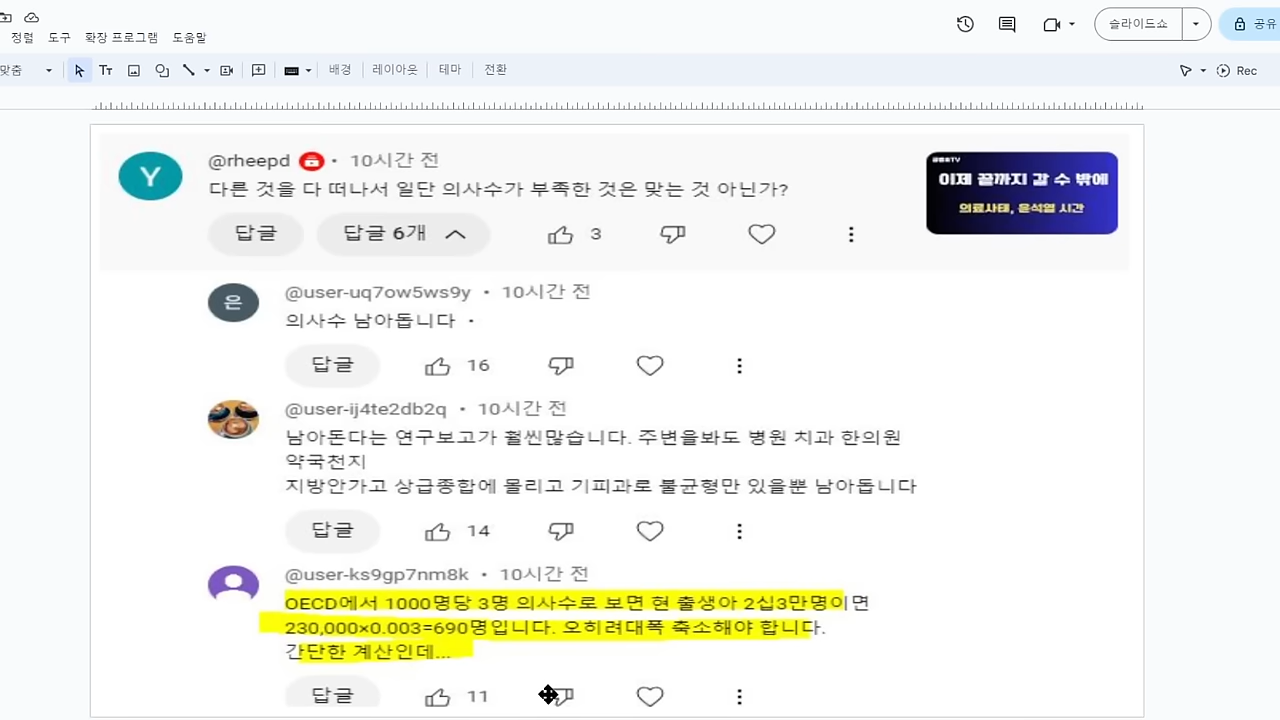 정렬 도구 확장 프로그램 도움말
슬라이드쇼
공유
맞춤
배경 레이아웃 테마 전환
Rec
@rheepd · 10시간 전
다른 것을 다 떠나서 일단 의사수가 부족한 것은 맞는 것 아닌가?
이제 끝까지 갈 수 밖에
의료사태, 윤석열 시간
답글 답글 6개 3
은
@user-uq7ow5ws9y · 10시간 전
의사수 남아돕니다 ·
답글 16
@user-ij4te2db2q · 10시간 전
남아돈다는 연구보고가 훨씬많습니다. 주변을봐도 병원 치과 한의원
약국천지
지방안가고 상급종합에 몰리고 기피과로 불균형만 있을뿐 남아돕니다
답글 14
@user-ks9gp7nm8k · 10시간 전
OECD에서 1000명당 3명 의사수로 보면 현 출생아 2십3만명이면
230,000×0.003=690명입니다. 오히려대폭 축소해야 합니다.
간단한 계산인데...
답글 11